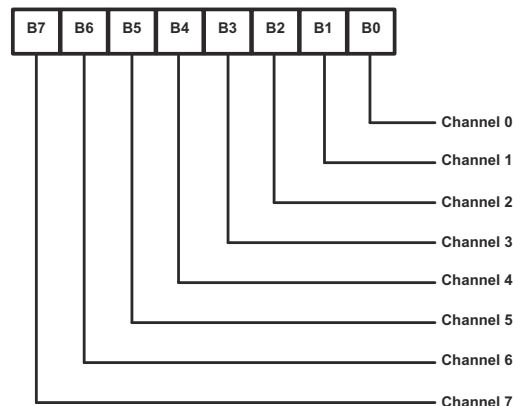 B7 B6 B5 B4 B3 B2 B1 B0
Channel 0
Channel 1
Channel 2
Channel 3
Channel 4
Channel 5
Channel 6
Channel 7